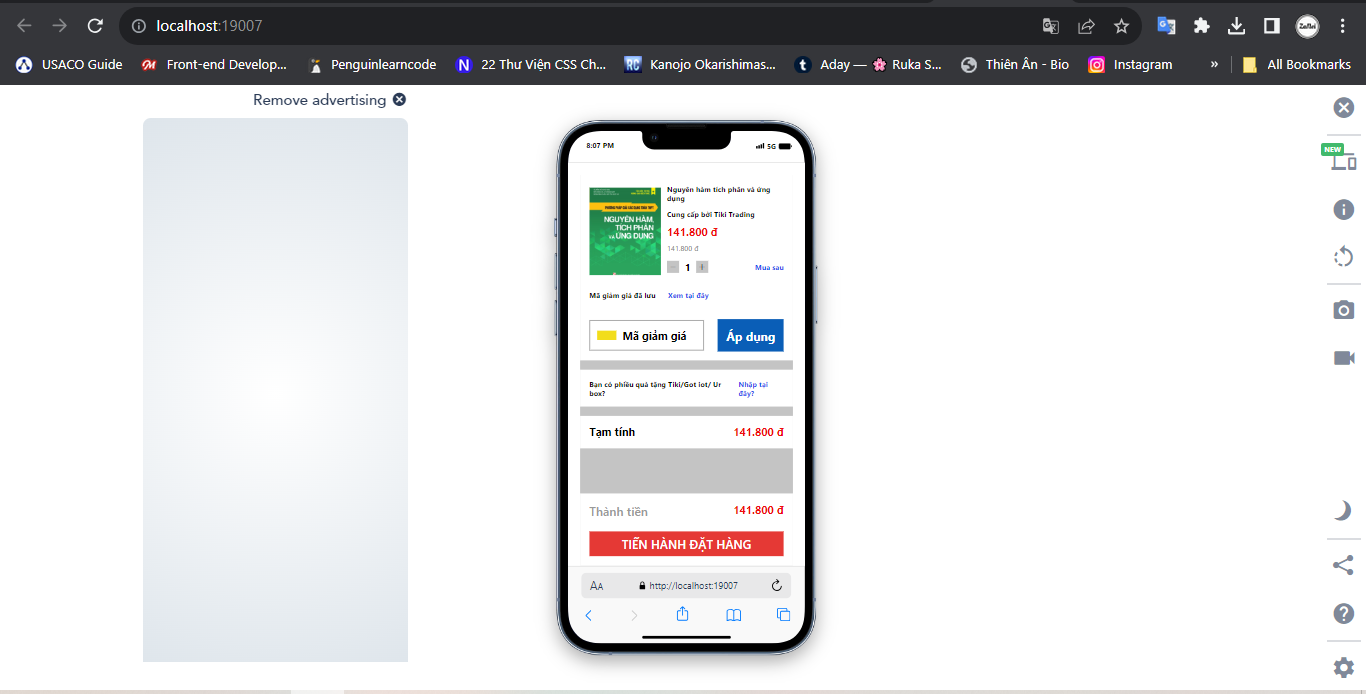 localhost:19007
USACO Guide
Front-end Develop...
Penguinlearncode
22 Thư Viện CSS Ch...
Kanojo Okarishimas...
Aday — 🌸 Ruka S...
Thiên Ân - Bio
Instagram
»
All Bookmarks
Remove advertising
NEW
8:07 PM
5G
NGUYÊN HÀM,
TÍCH PHÂN
VÀ ỨNG DỤNG
Nguyên hàm tích phân và ứng
dụng
Cung cấp bởi Tiki Trading
141.800 đ
141.800 đ
- 1 +
Mua sau
Mã giảm giá đã lưu
Xem tại đây
Mã giảm giá
Áp dụng
Bạn có phiếu quà tặng Tiki/Got iot/ Ur
box?
Nhập tại
đây?
Tạm tính
141.800 đ
Thành tiền
141.800 đ
TIẾN HÀNH ĐẶT HÀNG
AA
http://localhost:19007